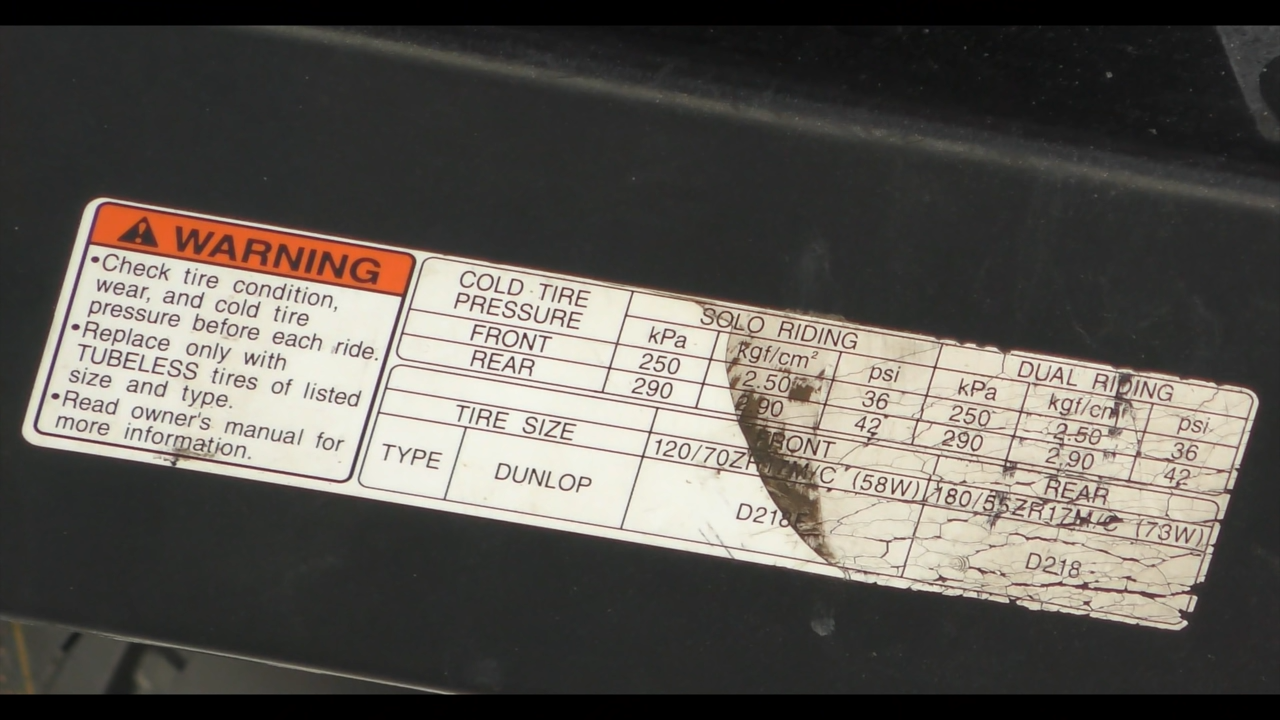 WARNING
•Check tire condition,
wear, and cold tire
pressure before each ride.
•Replace only with
TUBELESS tires of listed
size and type.
•Read owner's manual for
more information.
COLD TIRE
PRESSURE
SOLO RIDING
DUAL RIDING
kPa kgf/cm² psi kPa kgf/cm² psi
FRONT 250 2.50 36 250 2.50 36
REAR 290 2.90 42 290 2.90 42
FRONT REAR
TIRE SIZE 120/70ZR17M/C (58W) 180/55ZR17M/C (73W)
TYPE DUNLOP D218F D218